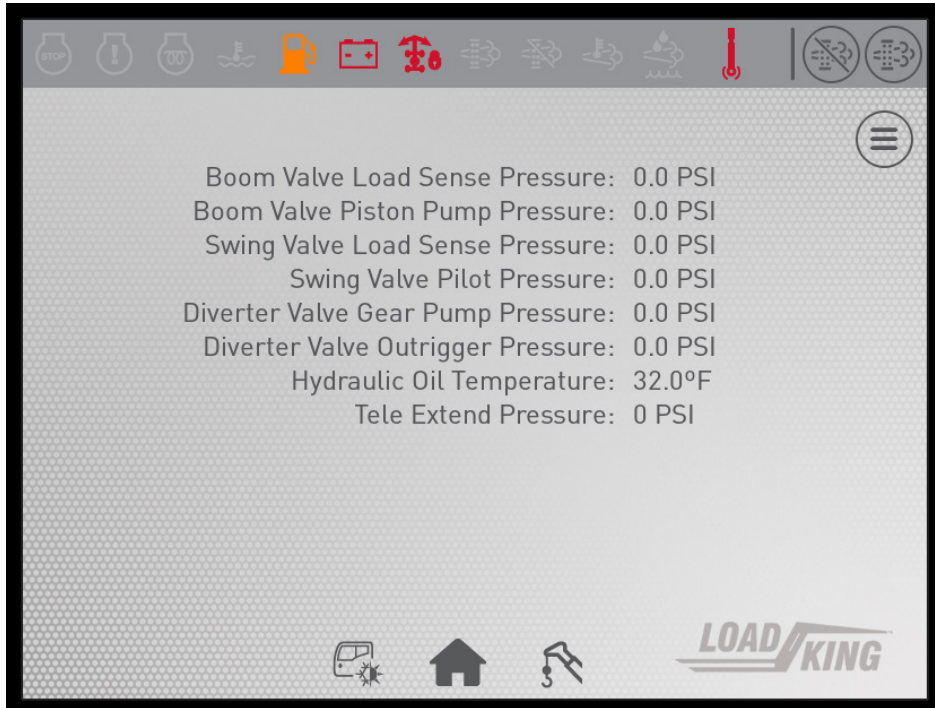 STOP
Boom Valve Load Sense Pressure: 0.0 PSI
Boom Valve Piston Pump Pressure: 0.0 PSI
Swing Valve Load Sense Pressure: 0.0 PSI
Swing Valve Pilot Pressure: 0.0 PSI
Diverter Valve Gear Pump Pressure: 0.0 PSI
Diverter Valve Outrigger Pressure: 0.0 PSI
Hydraulic Oil Temperature: 32.0ºF
Tele Extend Pressure: 0 PSI
LOAD KING